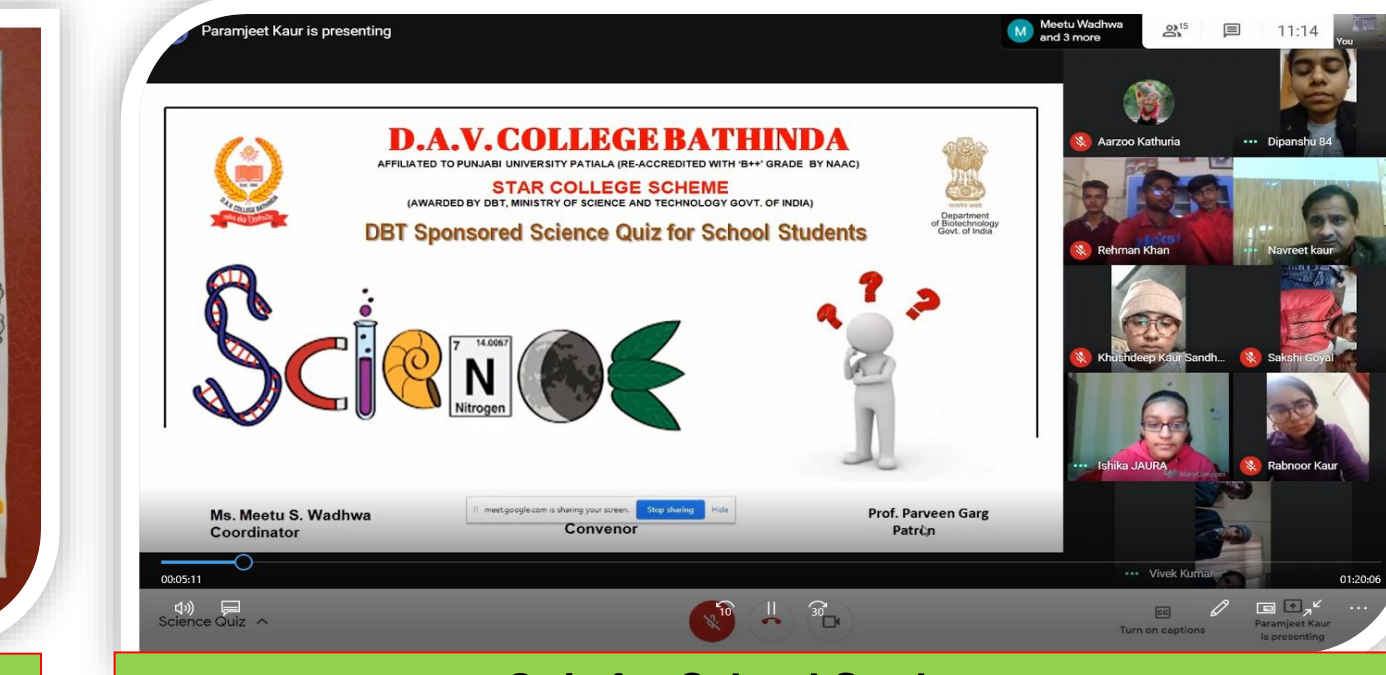 Paramjeet Kaur is presenting
M
Meetu Wadhwa
and 3 more
15
11:14
You
D.A.V. COLLEGE BATHINDA
AFFILIATED TO PUNJABI UNIVERSITY PATIALA (RE-ACCREDITED WITH ‘B++’ GRADE BY NAAC)
STAR COLLEGE SCHEME
(AWARDED BY DBT, MINISTRY OF SCIENCE AND TECHNOLOGY GOVT. OF INDIA)
DBT Sponsored Science Quiz for School Students
Department
of Biotechnology
Govt. of India
SCIENCE
7 14.0067
N
Nitrogen
? ? ?
Ms. Meetu S. Wadhwa
Coordinator
meet.google.com is sharing your screen. Stop sharing Hide
Convenor
Prof. Parveen Garg
Patron
Aarzoo Kathuria
Dipanshu 84
Rehman Khan
Navreet kaur
Khushdeep Kaur Sandh...
Sakshi Goyal
Ishika JAURA
ManyCam.com
Rabnoor Kaur
Vivek Kumar
00:05:11
01:20:06
Science Quiz
10
30
CC
Turn on captions
Paramjeet Kaur
is presenting